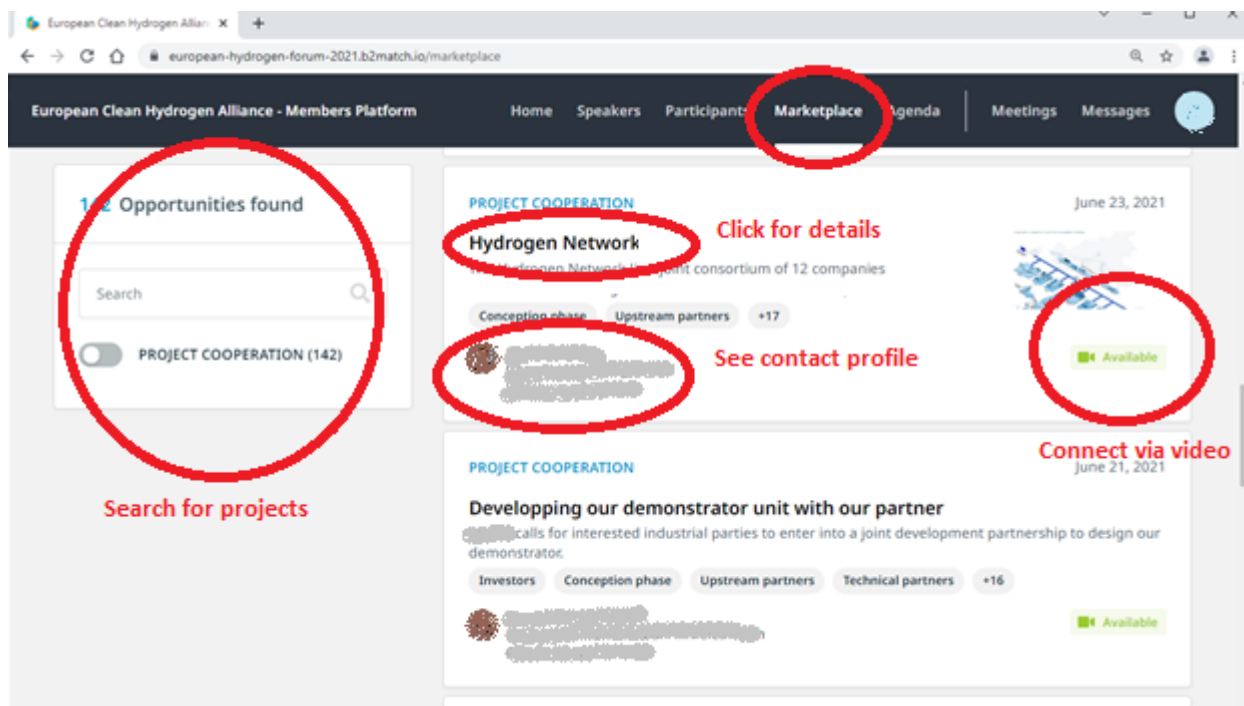 European Clean Hydrogen Allian
european-hydrogen-forum-2021.b2match.io/marketplace
European Clean Hydrogen Alliance - Members Platform Home Speakers Participants Marketplace Agenda Meetings Messages
142 Opportunities found
Search
PROJECT COOPERATION (142)
Search for projects
PROJECT COOPERATION June 23, 2021
Hydrogen Network
Click for details
The Hydrogen Network is a joint consortium of 12 companies
Conception phase Upstream partners +17
See contact profile
Available
Connect via video
PROJECT COOPERATION June 21, 2021
Developping our demonstrator unit with our partner
calls for interested industrial parties to enter into a joint development partnership to design our
demonstrator.
Investors Conception phase Upstream partners Technical partners +16
Available